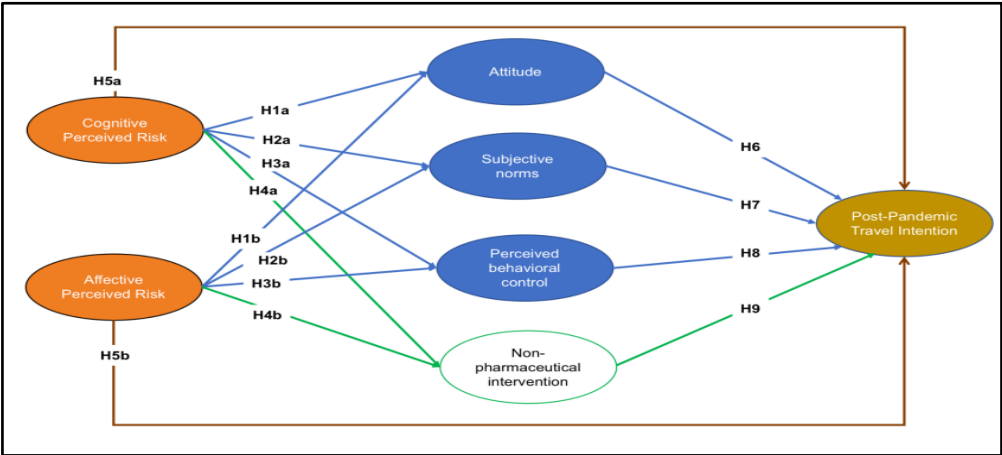 H5a
Attitude
H1a
Cognitive
Perceived Risk
H2a
H6
H3a
Subjective
norms
H4a
H7
Post-Pandemic
Travel Intention
H1b
H2b
Perceived
behavioral
control
H8
Affective
Perceived Risk
H3b
H4b
H9
H5b
Non-
pharmaceutical
intervention